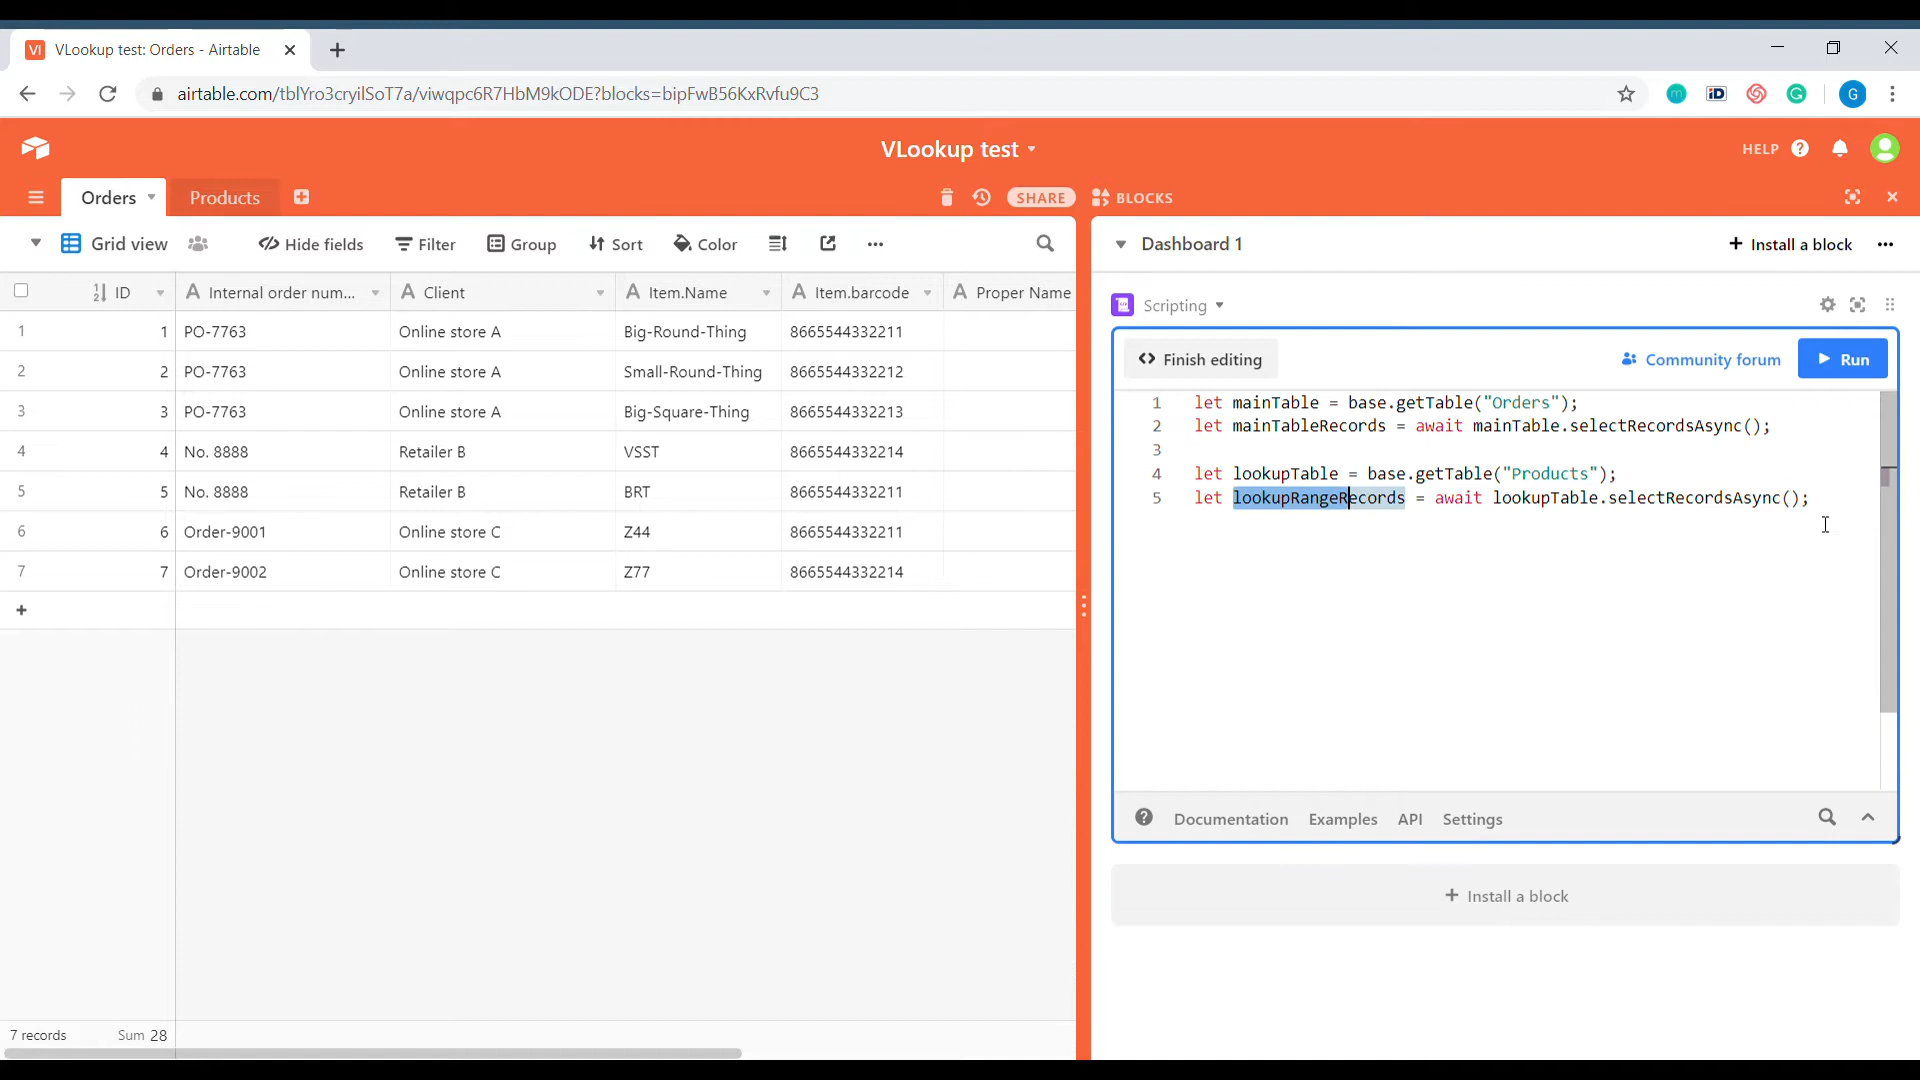 VLookup test: Orders - Airtable
airtable.com/tblYro3cryilSoT7a/viwqpc6R7HbM9kODE?blocks=bipFwB56KxRvfu9C3
iD
G
VLookup test
HELP
Orders
Products
SHARE
BLOCKS
Grid view
Hide fields
Filter
Group
Sort
Color
Dashboard 1
+ Install a block
ID
Internal order num...
Client
Item.Name
Item.barcode
Proper Name
1 1 PO-7763 Online store A Big-Round-Thing 8665544332211
2 2 PO-7763 Online store A Small-Round-Thing 8665544332212
3 3 PO-7763 Online store A Big-Square-Thing 8665544332213
4 4 No. 8888 Retailer B VSST 8665544332214
5 5 No. 8888 Retailer B BRT 8665544332211
6 6 Order-9001 Online store C Z44 8665544332211
7 7 Order-9002 Online store C Z77 8665544332214
+
7 records Sum 28
Scripting
<> Finish editing
Community forum
Run
1 let mainTable = base.getTable("Orders");
2 let mainTableRecords = await mainTable.selectRecordsAsync();
3
4 let lookupTable = base.getTable("Products");
5 let lookupRangeRecords = await lookupTable.selectRecordsAsync();
Documentation Examples API Settings
+ Install a block